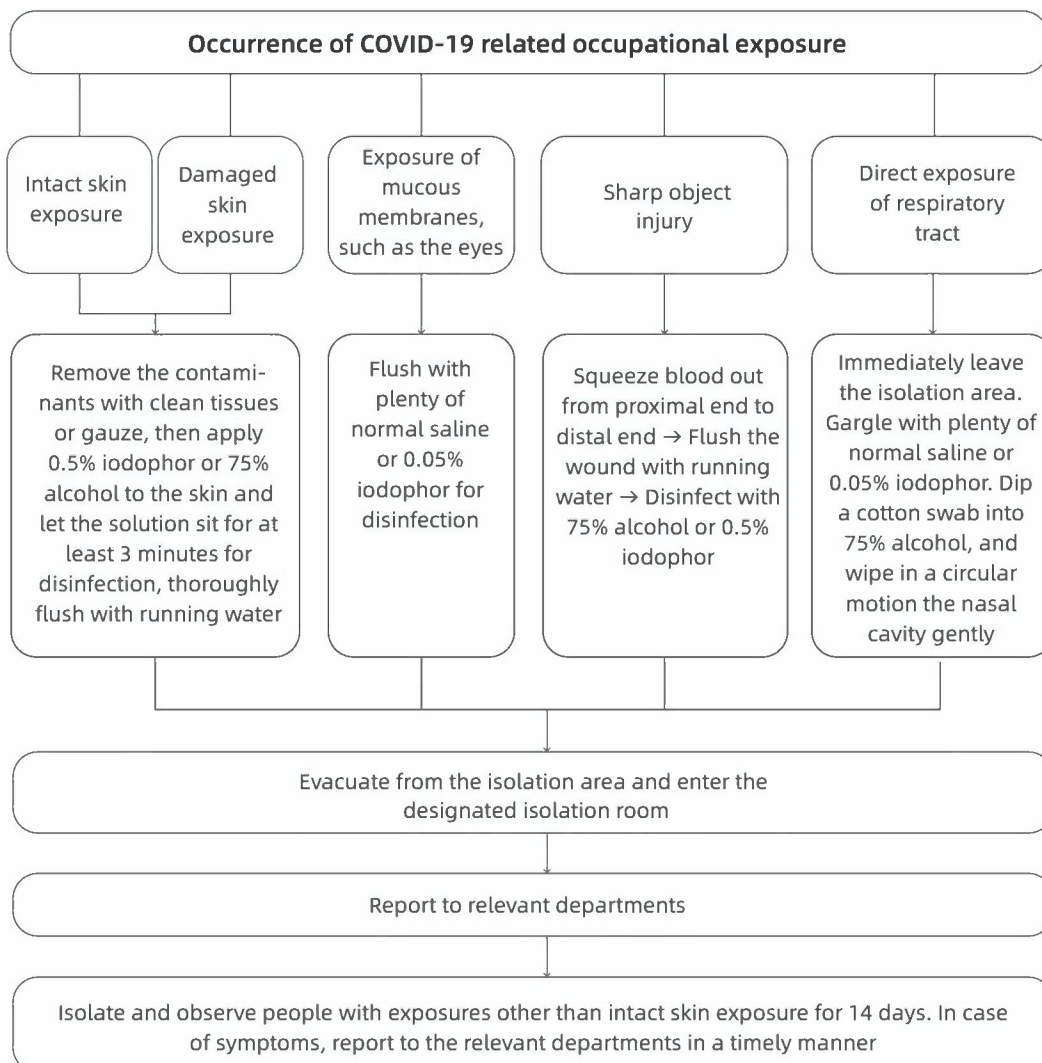 Occurrence of COVID-19 related occupational exposure
Intact skin
exposure
Damaged
skin
exposure
Exposure of
mucous
membranes,
such as the eyes
Sharp object
injury
Direct exposure
of respiratory
tract
Remove the contami-
nants with clean tissues
or gauze, then apply
0.5% iodophor or 75%
alcohol to the skin and
let the solution sit for at
least 3 minutes for
disinfection, thoroughly
flush with running water
Flush with
plenty of
normal saline
or 0.05%
iodophor for
disinfection
Squeeze blood out
from proximal end to
distal end → Flush the
wound with running
water → Disinfect with
75% alcohol or 0.5%
iodophor
Immediately leave
the isolation area.
Gargle with plenty of
normal saline or
0.05% iodophor. Dip
a cotton swab into
75% alcohol, and
wipe in a circular
motion the nasal
cavity gently
Evacuate from the isolation area and enter the
designated isolation room
Report to relevant departments
Isolate and observe people with exposures other than intact skin exposure for 14 days. In case
of symptoms, report to the relevant departments in a timely manner